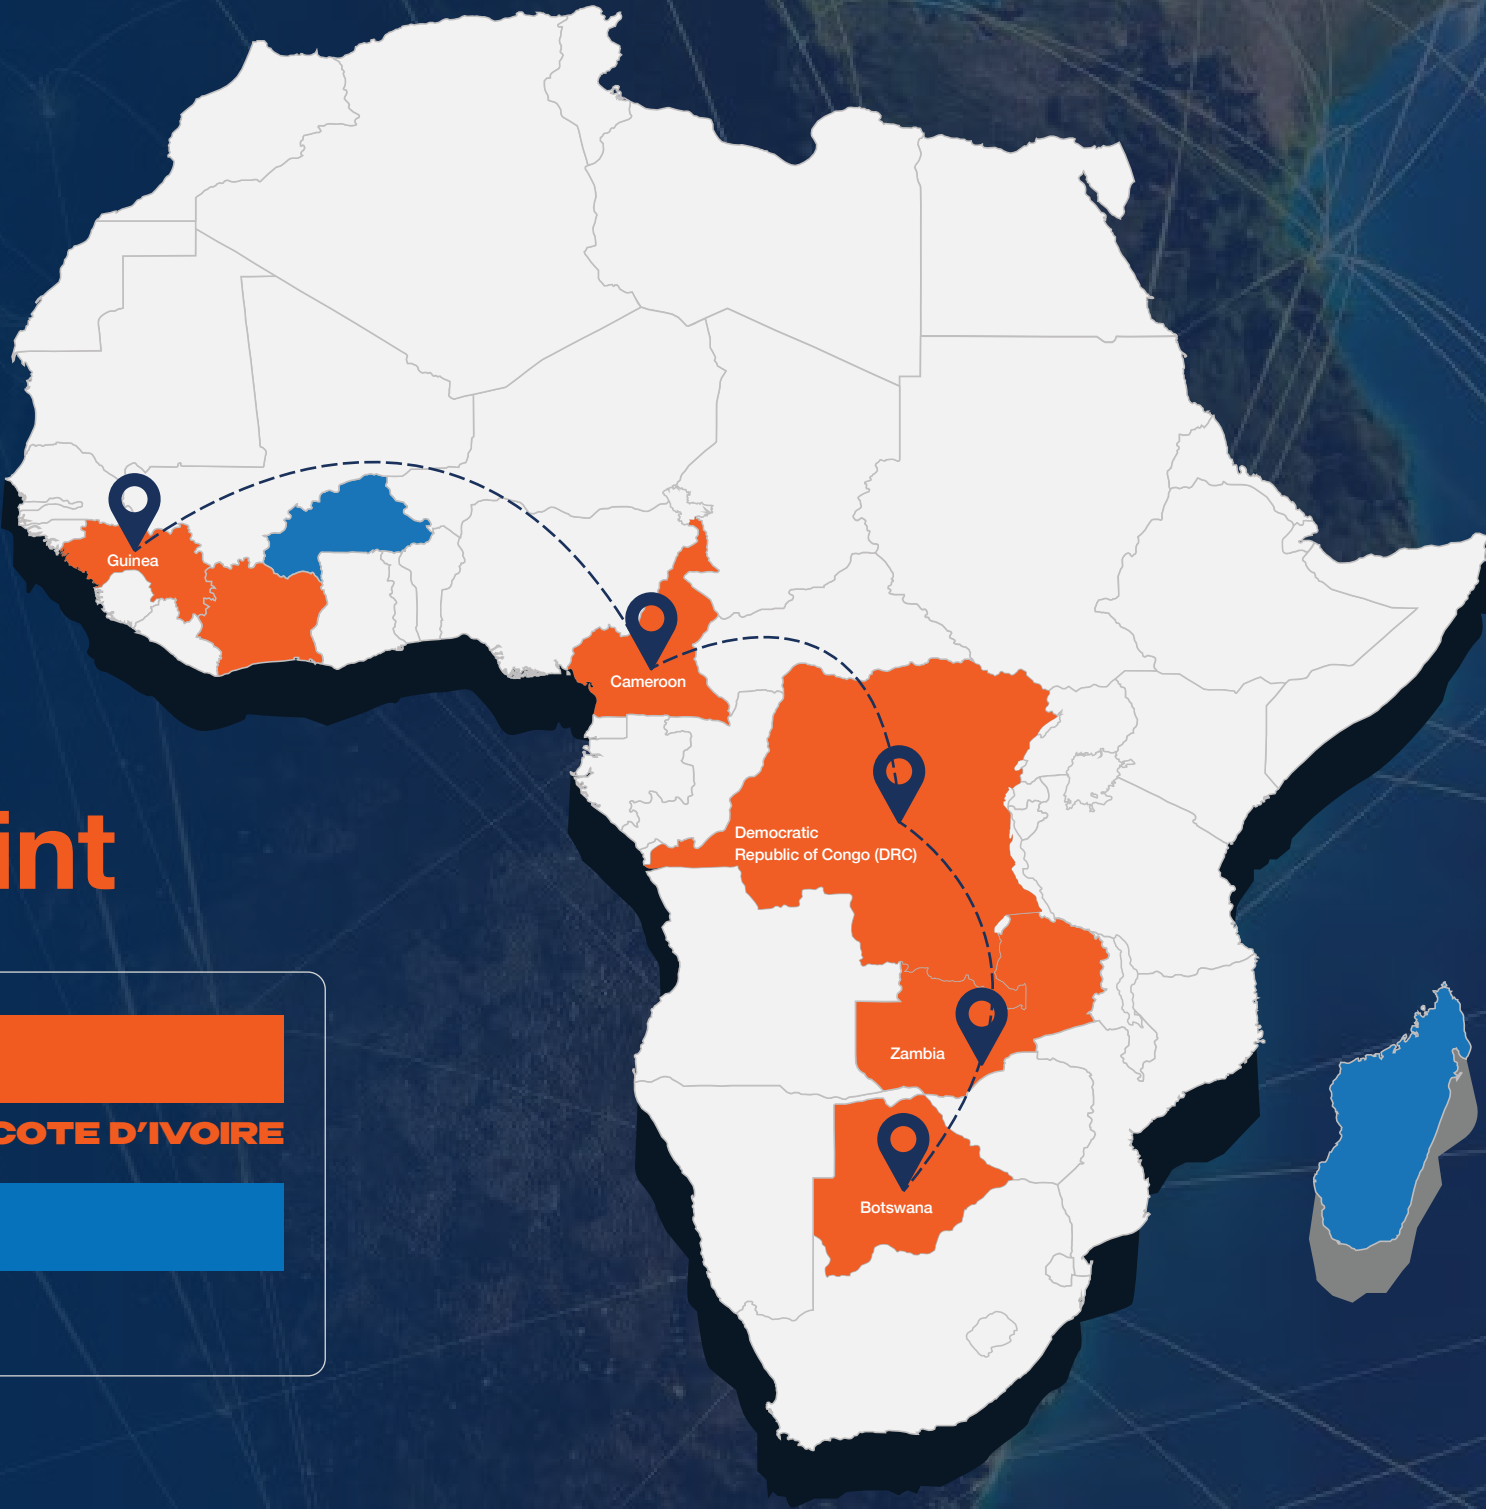 Guinea
Cameroon
Democratic
Republic of Congo (DRC)
int
Zambia
COTE D'IVOIRE
Botswana